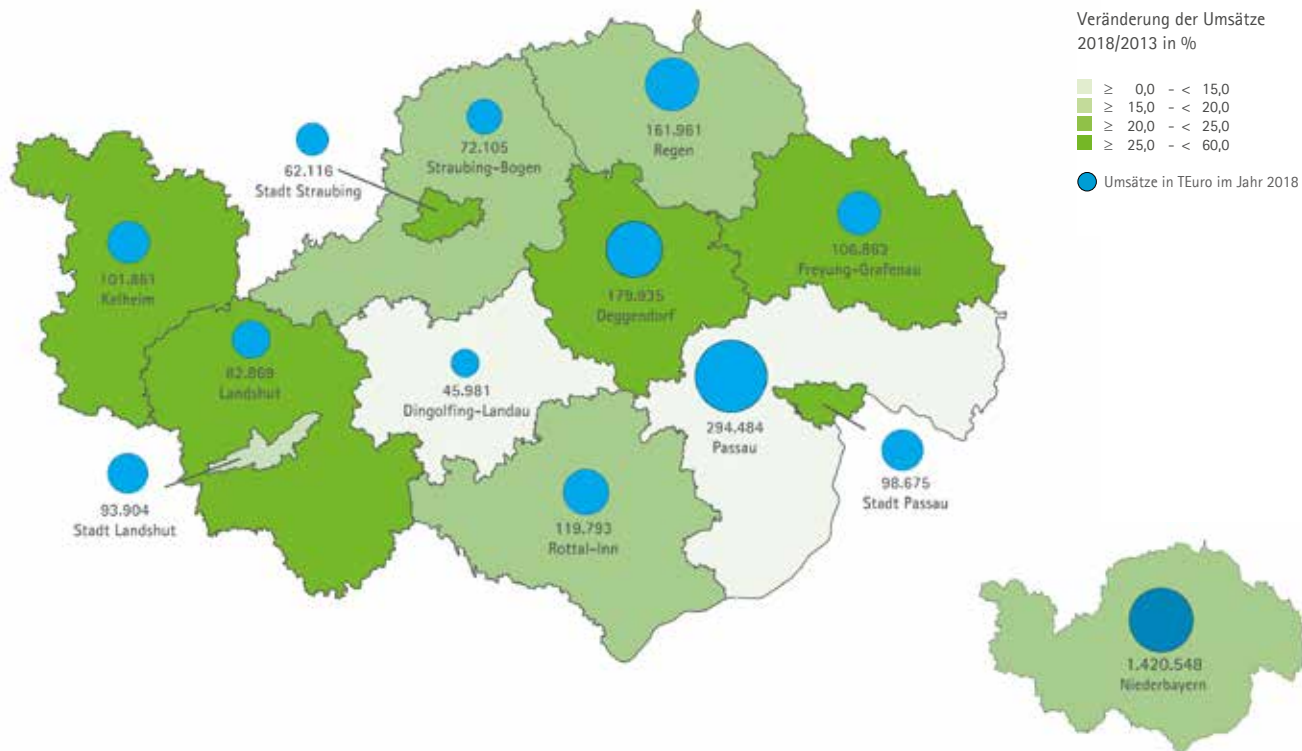 Veränderung der Umsätze
2018/2013 in %
≥ 0,0 - < 15,0
≥ 15,0 - < 20,0
≥ 20,0 - < 25,0
≥ 25,0 - < 60,0
Umsätze in TEuro im Jahr 2018
161.961
Regen
72.105
Straubing-Bogen
62.116
Stadt Straubing
106.863
Freyung-Grafenau
101.861
Kelheim
179.935
Deggendorf
82.869
Landshut
45.981
Dingolfing-Landau
294.484
Passau
98.675
Stadt Passau
93.904
Stadt Landshut
119.793
Rottal-Inn
1.420.548
Niederbayern